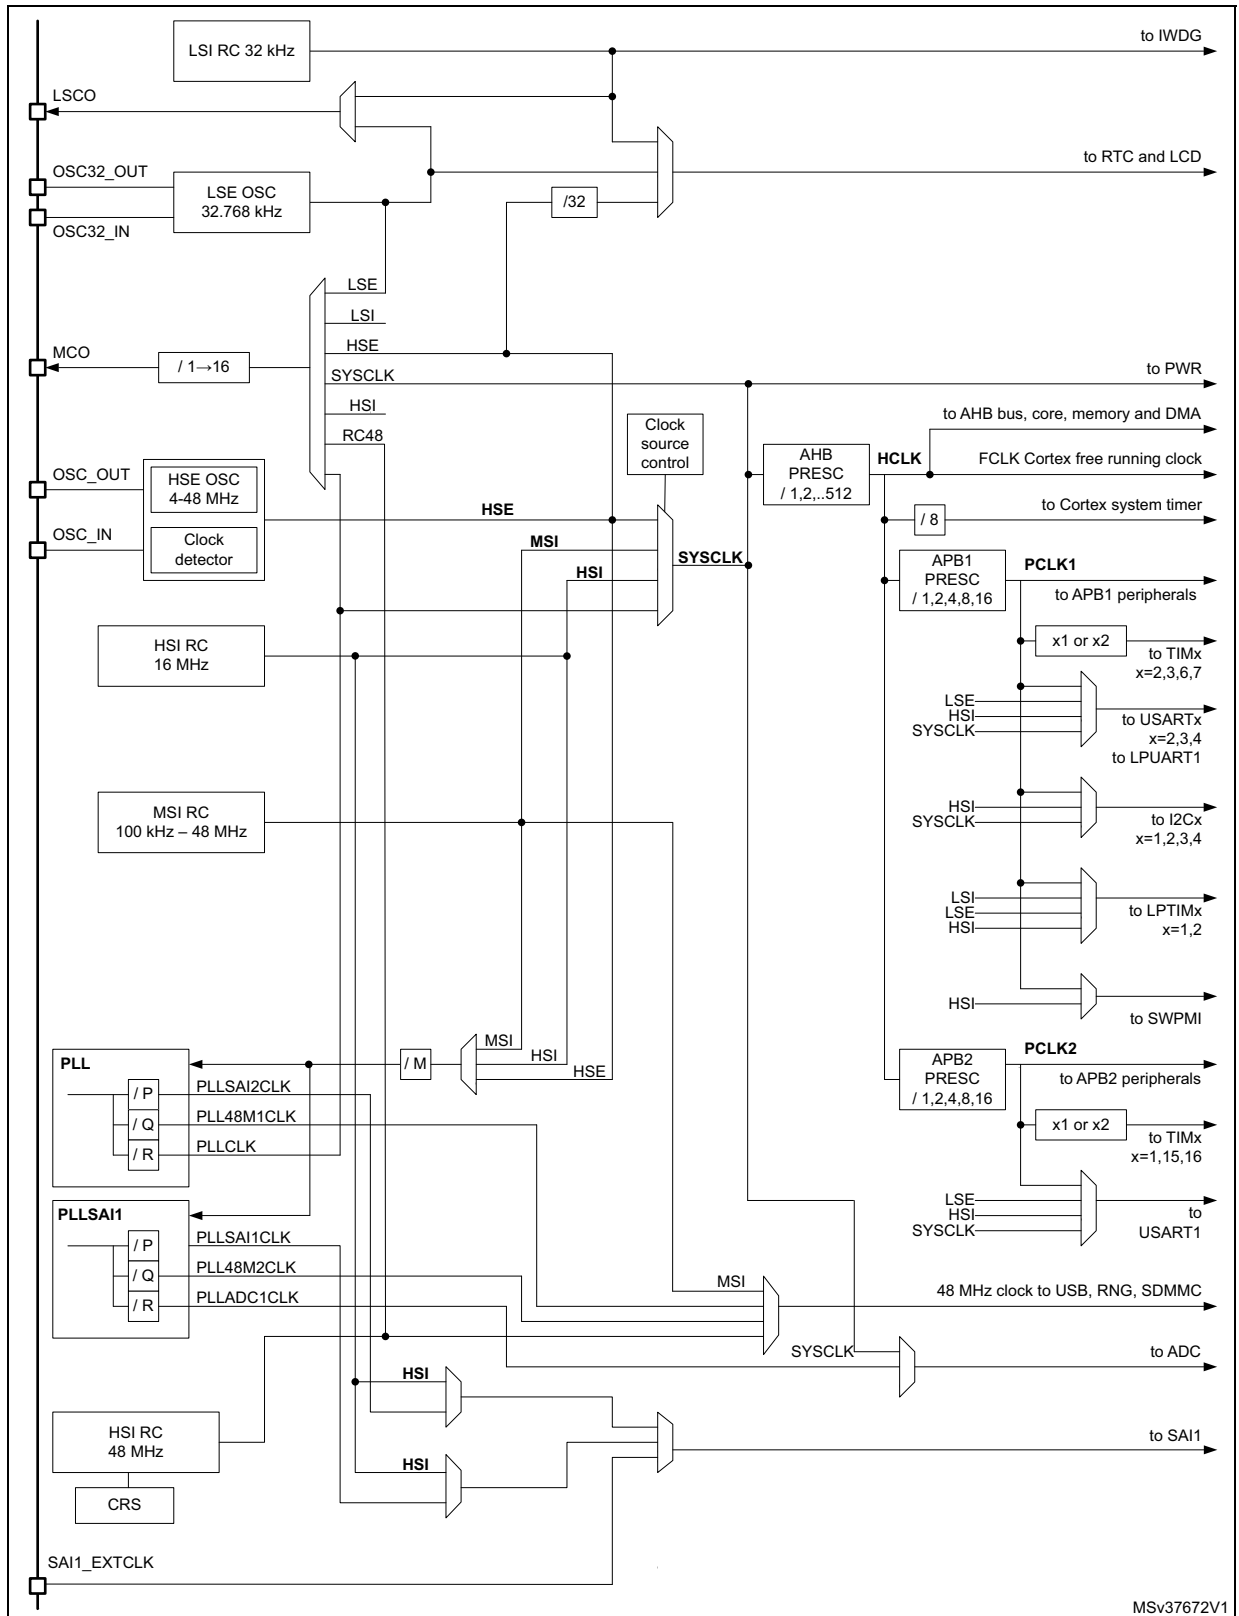 LSI RC 32 kHz
to IWDG
LSCO
to RTC and LCD
OSC32_OUT
LSE OSC
32.768 kHz
/32
OSC32_IN
LSE
LSI
MCO
/ 1→16
HSE
SYSCLK
to PWR
HSI
RC48
Clock
source
control
to AHB bus, core, memory and DMA
AHB
PRESC
/ 1,2,..512
HCLK
FCLK Cortex free running clock
OSC_OUT
HSE OSC
4-48 MHz
OSC_IN
Clock
detector
HSE
MSI
HSI
SYSCLK
/ 8
to Cortex system timer
APB1
PRESC
/ 1,2,4,8,16
PCLK1
to APB1 peripherals
HSI RC
16 MHz
x1 or x2
to TIMx
x=2,3,6,7
LSE
HSI
SYSCLK
to USARTx
x=2,3,4
to LPUART1
MSI RC
100 kHz – 48 MHz
HSI
SYSCLK
to I2Cx
x=1,2,3,4
LSI
LSE
HSI
to LPTIMx
x=1,2
HSI
to SWPMI
PLL
/ M
MSI
HSI
HSE
/ P
PLLSAI2CLK
/ Q
PLL48M1CLK
/ R
PLLCLK
APB2
PRESC
/ 1,2,4,8,16
PCLK2
to APB2 peripherals
x1 or x2
to TIMx
x=1,15,16
LSE
HSI
SYSCLK
to
USART1
PLLSAI1
/ P
PLLSAI1CLK
/ Q
PLL48M2CLK
/ R
PLLADC1CLK
MSI
48 MHz clock to USB, RNG, SDMMC
SYSCLK
to ADC
HSI
HSI RC
48 MHz
to SAI1
HSI
CRS
SAI1_EXTCLK
MSv37672V1